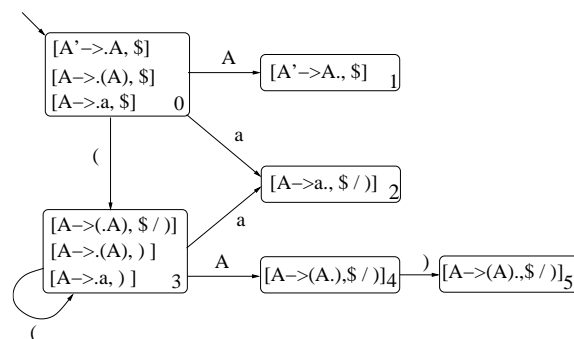 [A'–>.A, $]
[A–>.(A), $]
[A–>.a, $]
0
A
[A'–>A., $]
1
a
(
[A–>a., $ / )]
2
a
[A–>(.A), $ / )]
[A–>.(A), ) ]
[A–>.a, ) ]
3
A
[A–>(A.),$ / )]
4
)
[A–>(A).,$ / )]
5
(